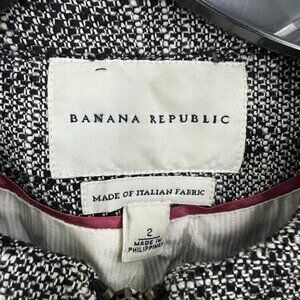 BANANA REPUBLIC
MADE OF ITALIAN FABRIC
2
MADE IN
PHILIPPINES